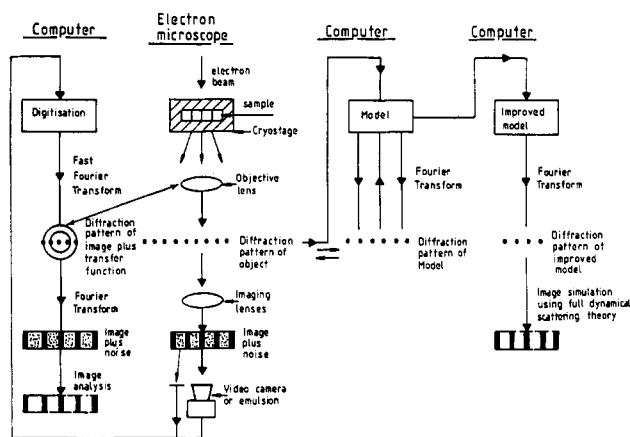 Computer
Electron
microscope
Computer
Computer
electron
beam
sample
Cryostage
Digitisation
Model
Improved
model
Fast
Fourier
Transform
Objective
lens
Fourier
Transform
Fourier
Transform
Diffraction
pattern of
image plus
transfer
function
Diffraction
pattern of
object
Diffraction
pattern of
Model
Diffraction
pattern of
improved
model
Fourier
Transform
Imaging
lenses
Image simulation
using full dynamical
scattering theory
Image
plus
noise
Image
plus
noise
Image
analysis
Video camera
or emulsion